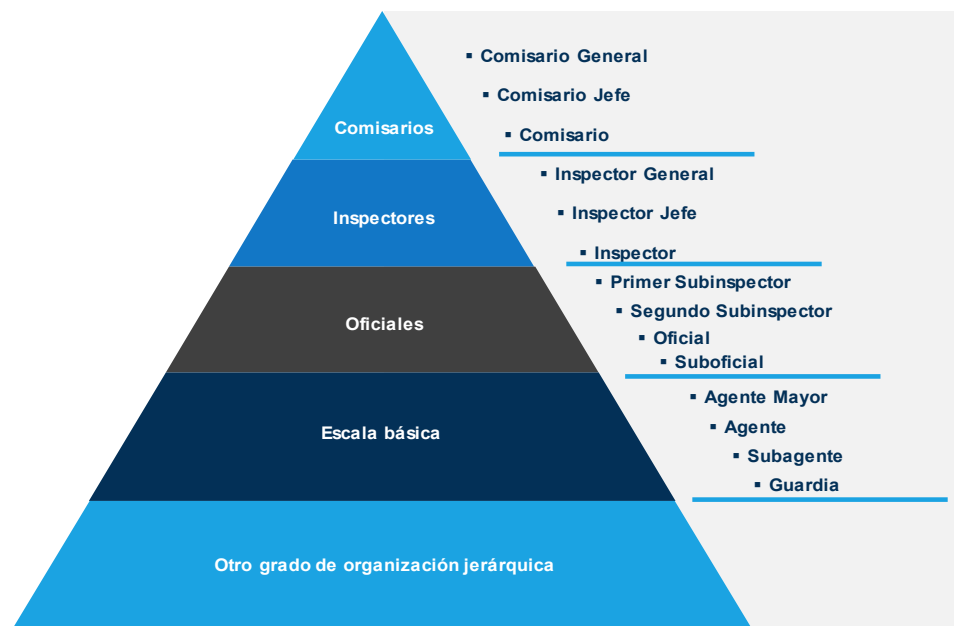 ▪ Comisario General
▪ Comisario Jefe
Comisarios
▪ Comisario
▪ Inspector General
▪ Inspector Jefe
Inspectores
▪ Inspector
▪ Primer Subinspector
▪ Segundo Subinspector
Oficiales
▪ Oficial
▪ Suboficial
▪ Agente Mayor
▪ Agente
Escala básica
▪ Subagente
▪ Guardia
Otro grado de organización jerárquica